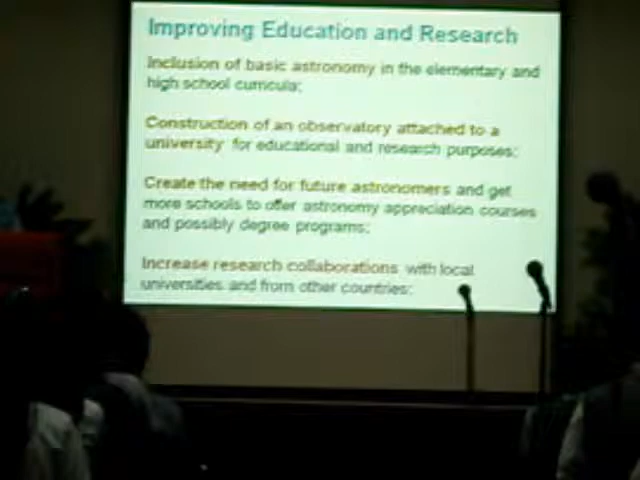 Improving Education and Research
Inclusion of basic astronomy in the elementary and
high school curricula;
Construction of an observatory attached to a
university for educational and research purposes;
Create the need for future astronomers and get
more schools to offer astronomy appreciation courses
and possibly degree programs;
Increase research collaborations with local
universities and from other countries;